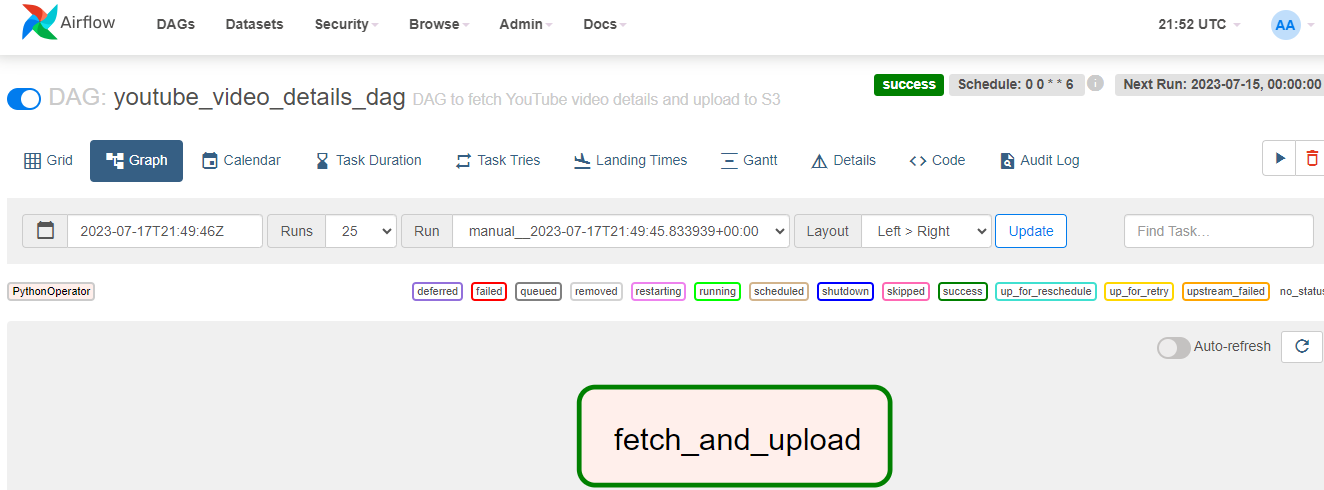 Airflow DAGs Datasets Security Browse Admin Docs 21:52 UTC AA
success Schedule: 0 0 * * 6 i Next Run: 2023-07-15, 00:00:00
DAG: youtube_video_details_dag DAG to fetch YouTube video details and upload to S3
Grid Graph Calendar Task Duration Task Tries Landing Times Gantt Details Code Audit Log
2023-07-17T21:49:46Z Runs 25 Run manual__2023-07-17T21:49:45.833939+00:00 Layout Left > Right Update Find Task...
PythonOperator deferred failed queued removed restarting running scheduled shutdown skipped success up_for_reschedule up_for_retry upstream_failed no_status
Auto-refresh
fetch_and_upload